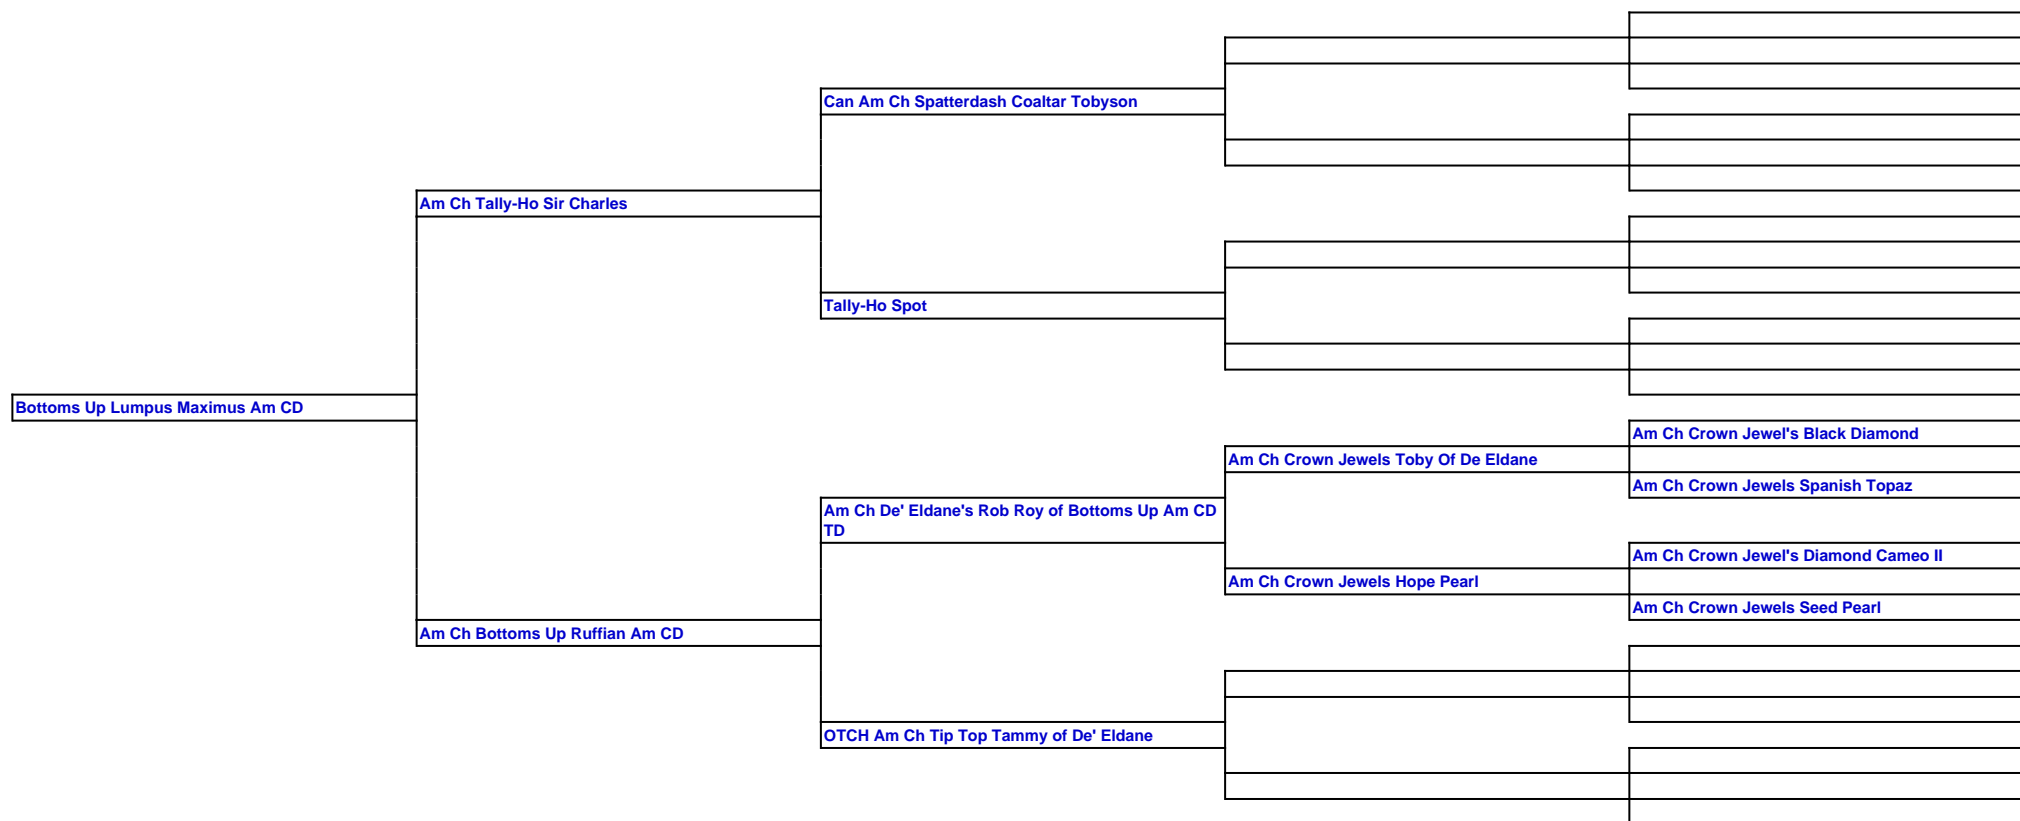 Can Am Ch Spatterdash Coaltar Tobyson
Am Ch Tally-Ho Sir Charles
Tally-Ho Spot
Bottoms Up Lumpus Maximus Am CD
Am Ch Crown Jewel's Black Diamond
Am Ch Crown Jewels Toby Of De Eldane
Am Ch Crown Jewels Spanish Topaz
Am Ch De' Eldane's Rob Roy of Bottoms Up Am CD
TD
Am Ch Crown Jewel's Diamond Cameo II
Am Ch Crown Jewels Hope Pearl
Am Ch Crown Jewels Seed Pearl
Am Ch Bottoms Up Ruffian Am CD
OTCH Am Ch Tip Top Tammy of De' Eldane